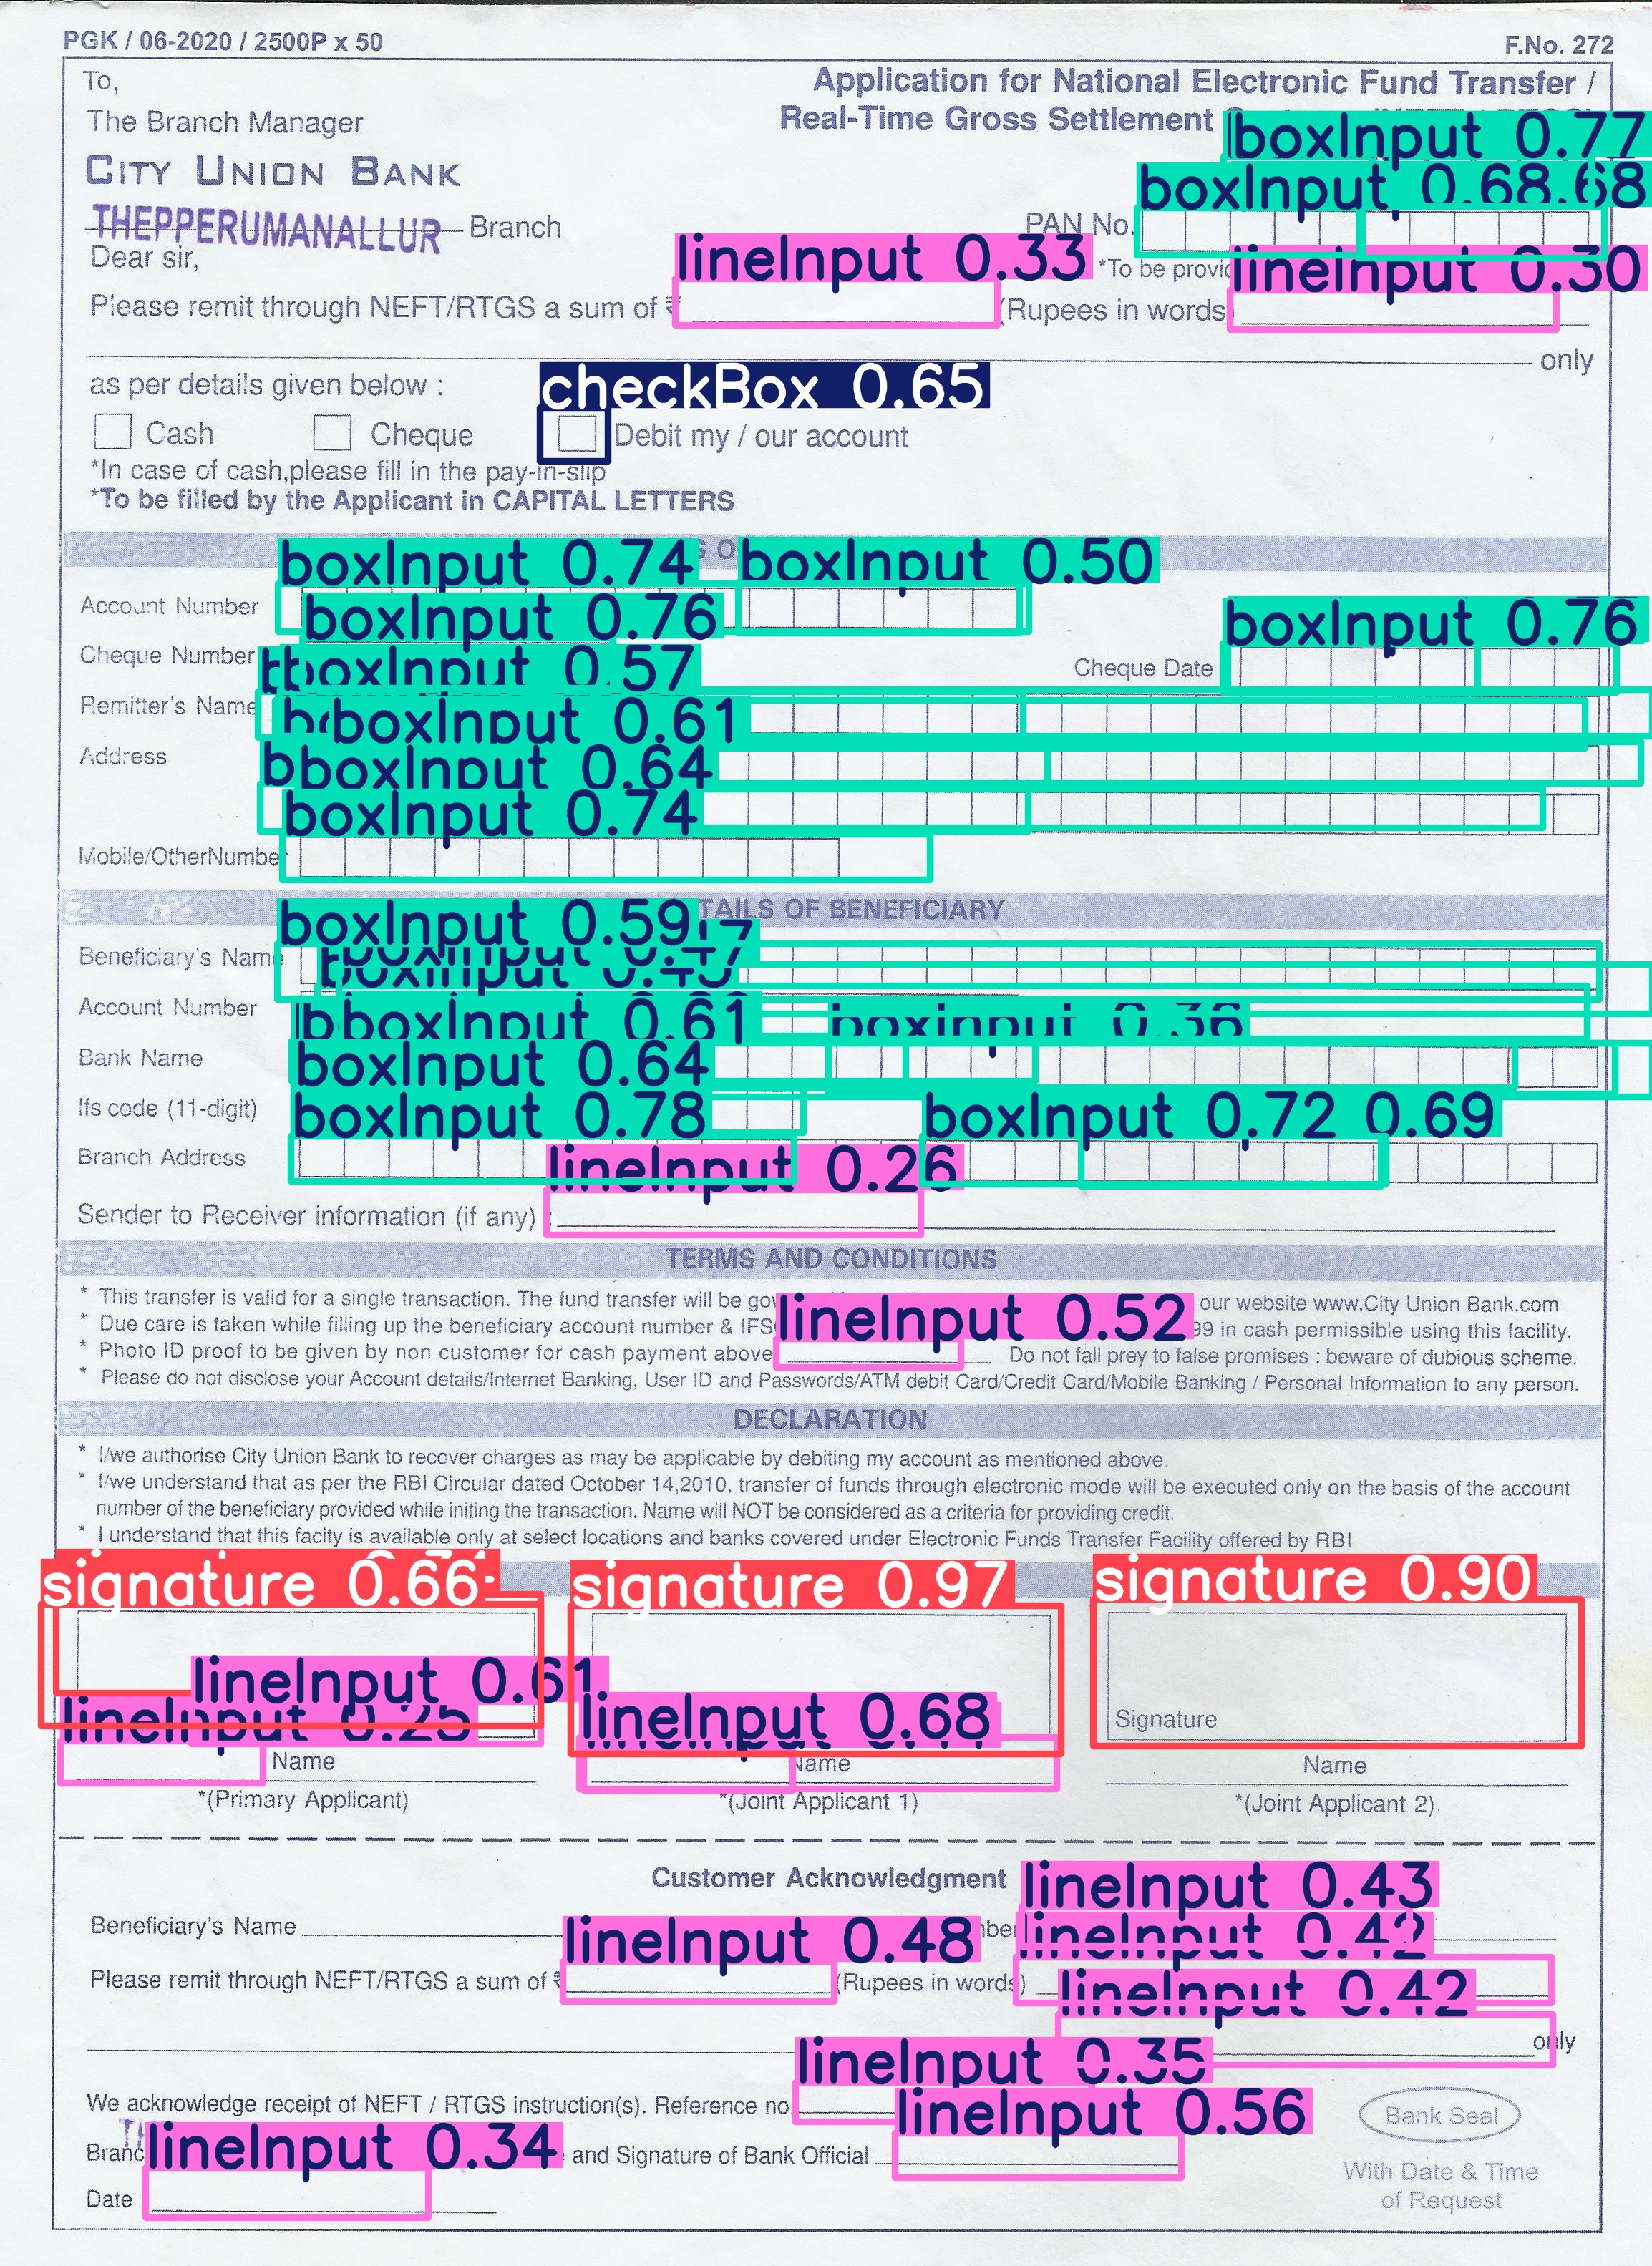 PGK / 06-2020 / 2500P x 50
F.No. 272
To,
Application for National Electronic Fund Transfer /
The Branch Manager
Real-Time Gross Settlement
boxInput 0.77
CITY UNION BANK
boxInput 0.68.68
THEPPERUMANALLUR Branch
PAN No.
Dear sir,
lineInput 0.33
*To be
lineInput 0.30
Please remit through NEFT/RTGS a sum of ₹
(Rupees in words
only
as per details given below :
checkBox 0.65
Cash
Cheque
Debit my / our account
*In case of cash,please fill in the pay-in-slip
*To be filled by the Applicant in CAPITAL LETTERS
boxInput 0.74
boxInput 0.50
Account Number
boxInput 0.76
boxInput 0.76
Cheque Number
boxInput 0.57
Cheque Date
Remitter's Name
boxInput 0.61
Address
boxInput 0.64
boxInput 0.74
Mobile/OtherNumber
OF BENEFICIARY
boxInput 0.59
Beneficiary's Name
Account Number
boxInput 0.61
boxInput 0.36
Bank Name
boxInput 0.64
Ifs code (11-digit)
boxInput 0.78
boxInput 0.72 0.69
Branch Address
lineInput 0.26
Sender to Receiver information (if any) :
TERMS AND CONDITIONS
* This transfer is valid for a single transaction. The fund transfer will be
our website www.City Union Bank.com
* Due care is taken while filling up the beneficiary account number & IFS
lineInput 0.52
99 in cash permissible using this facility.
* Photo ID proof to be given by non customer for cash payment above
Do not fall prey to false promises : beware of dubious scheme.
* Please do not disclose your Account details/Internet Banking, User ID and Passwords/ATM debit Card/Credit Card/Mobile Banking / Personal Information to any person.
DECLARATION
* I/we authorise City Union Bank to recover charges as may be applicable by debiting my account as mentioned above.
* I/we understand that as per the RBI Circular dated October 14,2010, transfer of funds through electronic mode will be executed only on the basis of the account
number of the beneficiary provided while initing the transaction. Name will NOT be considered as a criteria for providing credit.
* I understand that this facity is available only at select locations and banks covered under Electronic Funds Transfer Facility offered by RBI
signature 0.66
signature 0.97
signature 0.90
lineInput 0.61
lineInput 0.25
lineInput 0.68
Signature
Name
Name
Name
*(Primary Applicant)
*(Joint Applicant 1)
*(Joint Applicant 2)
Customer Acknowledgment
lineInput 0.43
Beneficiary's Name
lineInput 0.48
lineInput 0.42
Please remit through NEFT/RTGS a sum of ₹
(Rupees in words)
lineInput 0.42
only
lineInput 0.35
We acknowledge receipt of NEFT / RTGS instruction(s). Reference no.
lineInput 0.56
Bank Seal
lineInput 0.34
and Signature of Bank Official
With Date & Time
of Request
Date